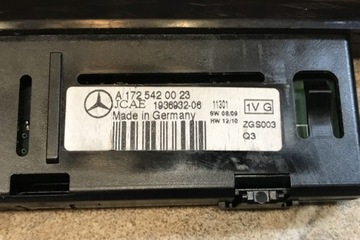 A 172 542 00 23
JCAE 1936932-06
Made in Germany
11301
SW 08/09
HW 12/10
1V G
ZGS003
Q3